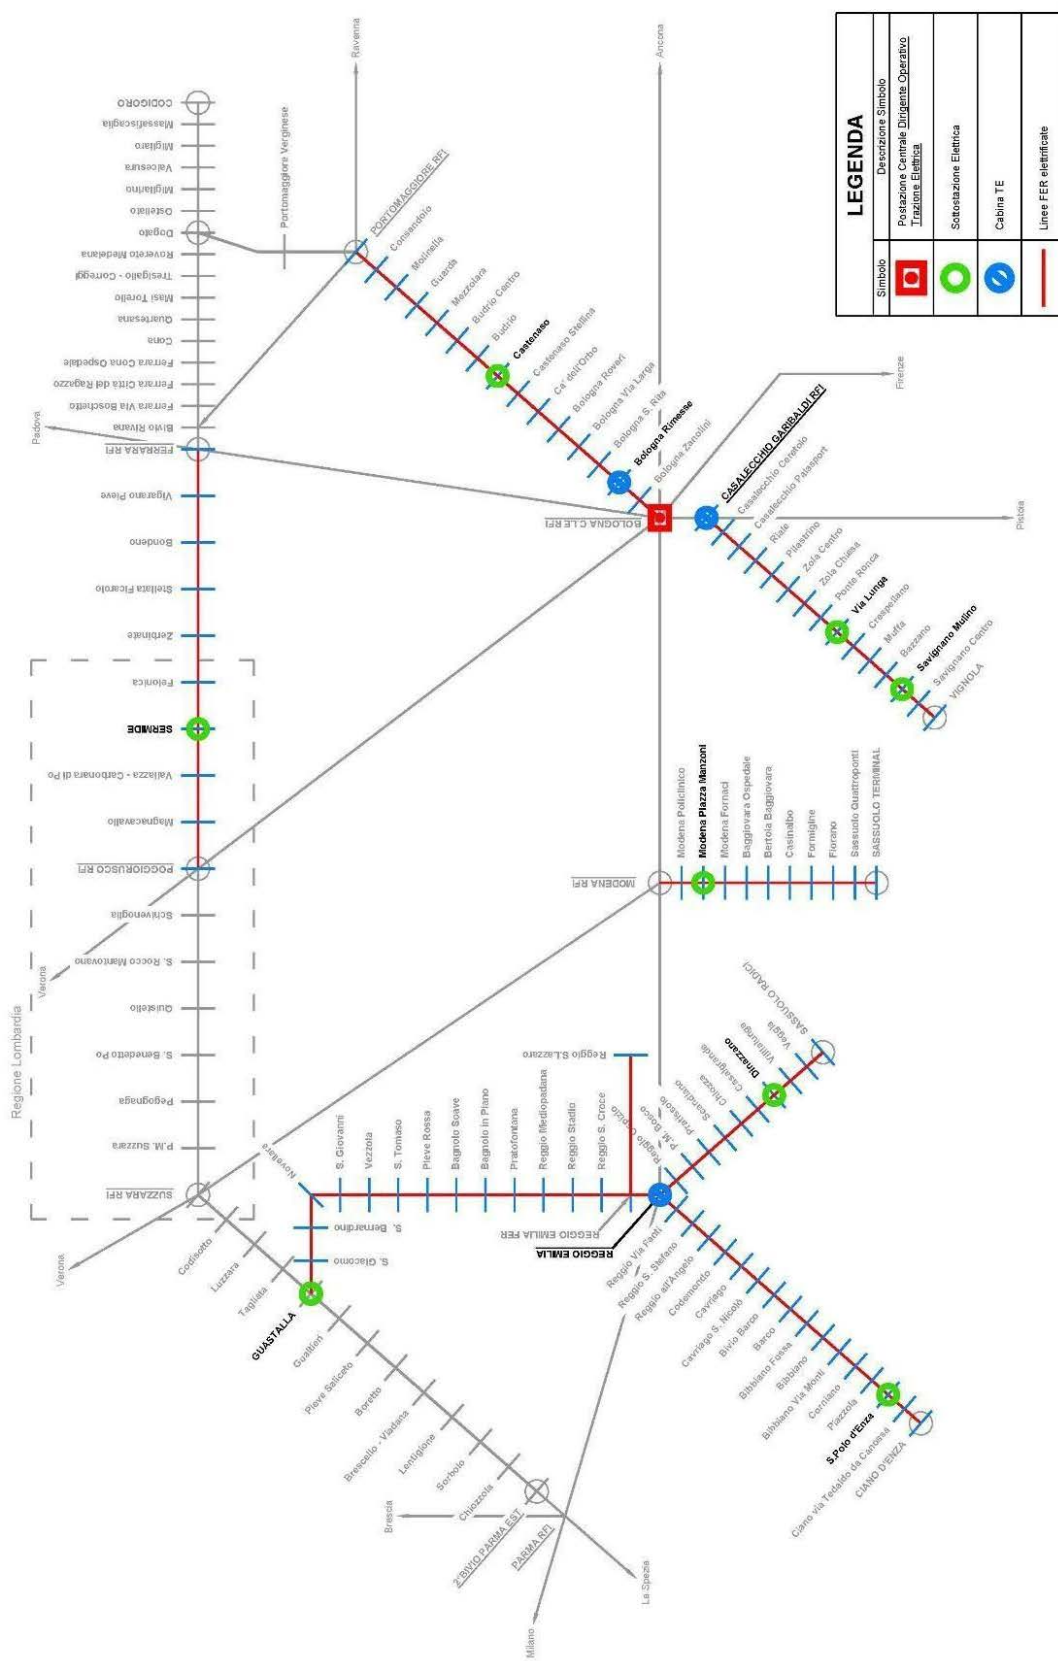 Regione Lombardia
Verona
SUZZARA RFI
P.M. Suzzara
Pegognaga
S. Benedetto Po
Quistello
S. Rocco Mantovano
Schivenoglia
Verona
POGGIORUSCO RFI
Magnacavallo
Vallazza - Carbonara di Po
SERMIDE
Felonica
Zerbinate
Stellata Ficarolo
Bondeno
Vigarano Pieve
FERRARA RFI
Padova
Bivio Rivana
Ferrara Via Boschetto
Ferrara Città del Ragazzo
Ferrara Cona Ospedale
Cona
Quartesana
Masi Torello
Tresigallo - Correggi
Rovereto Medelana
Dogato
Ostellato
Migliarino
Valcesura
Migliaro
Massafiscaglia
CODIGORO
Portomaggiore Verginese
Ravenna
PORTOMAGGIORE RFI
Consandolo
Molinella
Guarda
Mezzolara
Budrio Centro
Budrio
Castenaso
Castenaso Stellina
Ca' dell'Orbo
Bologna Roveri
Bologna Via Larga
Bologna S. Rita
Bologna Rimesse
Bologna Zanolini
BOLOGNA C.LE RFI
Ancona
Firenze
Pistoia
CASALECCHIO GARIBALDI RFI
Casalecchio Ceretolo
Casalecchio Palasport
Riale
Pilastrino
Zola Centro
Zola Chiesa
Ponte Ronca
Via Lunga
Crespellano
Muffa
Bazzano
Savignano Mulino
Savignano Centro
VIGNOLA
MODENA RFI
Modena Policlinico
Modena Piazza Manzoni
Modena Fornaci
Baggiovara Ospedale
Bertola Baggiovara
Casinalbo
Formigine
Fiorano
Sassuolo Quattroponti
SASSUOLO TERMINAL
Codisotto
Luzzara
Tagliata
GUASTALLA
Gualtieri
Pieve Saliceto
Boretto
Brescello - Viadana
Lentigione
Sorbolo
Chiozzola
2°BIVIO PARMA EST
PARMA RFI
Brescia
Milano
La Spezia
S. Giacomo
S. Bernardino
Novellara
S. Giovanni
Vezzola
S. Tomaso
Pieve Rossa
Bagnolo Soave
Bagnolo in Piano
Pratofontana
Reggio Mediopadana
Reggio Stadio
Reggio S. Croce
Reggio S.Lazzaro
REGGIO EMILIA FER
REGGIO EMILIA
Reggio Ospizio
P.M. Bosco
Pratissolo
Scandiano
Chiozza
Casalgrande
Dinazzano
Villalunga
Veggia
SASSUOLO RADICI
Reggio Via Fanti
Reggio S. Stefano
Reggio all'Angelo
Codemondo
Cavriago
Cavriago S. Nicolò
Bivio Barco
Barco
Bibbiano Fossa
Bibbiano
Bibbiano Via Monti
Corniano
Piazzola
S.Polo d'Enza
Ciano via Tedaldo da Canossa
CIANO D'ENZA
LEGENDA
Simbolo
Descrizione Simbolo
Postazione Centrale Dirigente Operativo
Trazione Elettrica
Sottostazione Elettrica
Cabina TE
Linee FER elettrificate